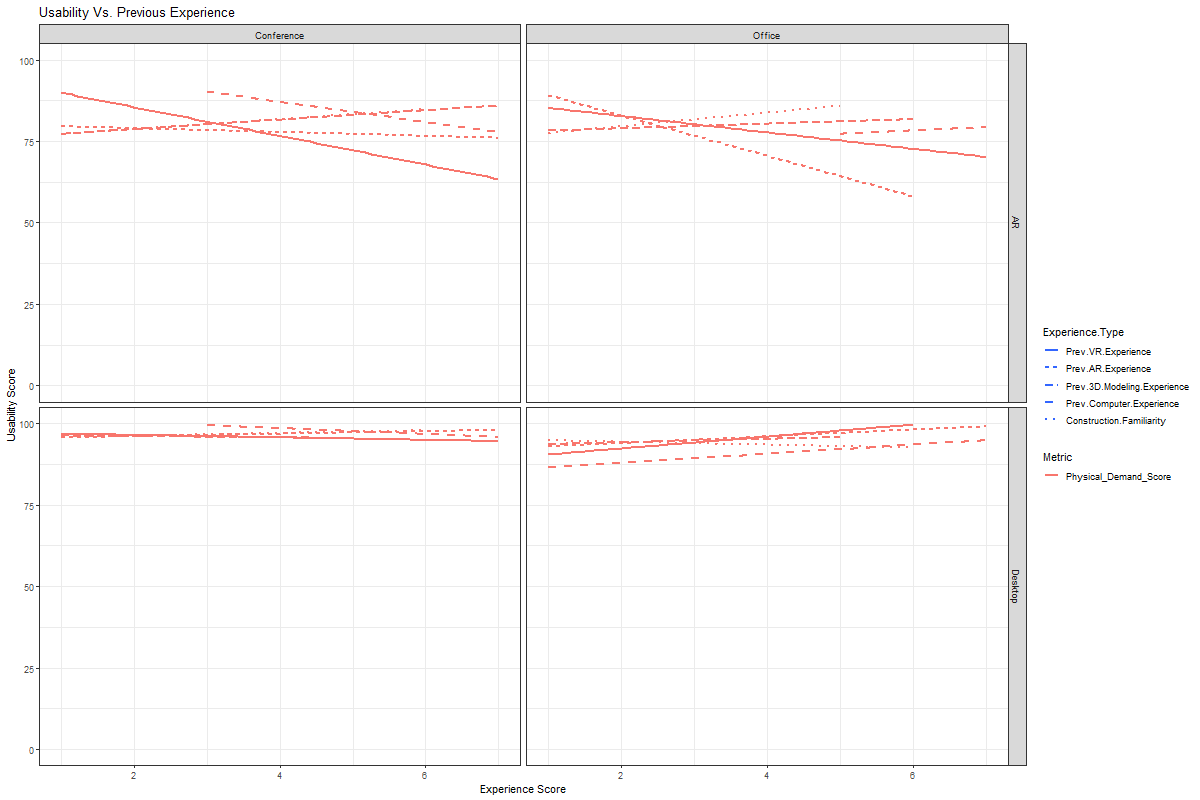 Usability Vs. Previous Experience
Conference
Office
100
75
50
25
0
AR
100
75
50
25
0
Desktop
Usability Score
2
4
6
2
4
6
Experience Score
Experience.Type
Prev.VR.Experience
Prev.AR.Experience
Prev.3D.Modeling.Experience
Prev.Computer.Experience
Construction.Familiarity
Metric
Physical_Demand_Score